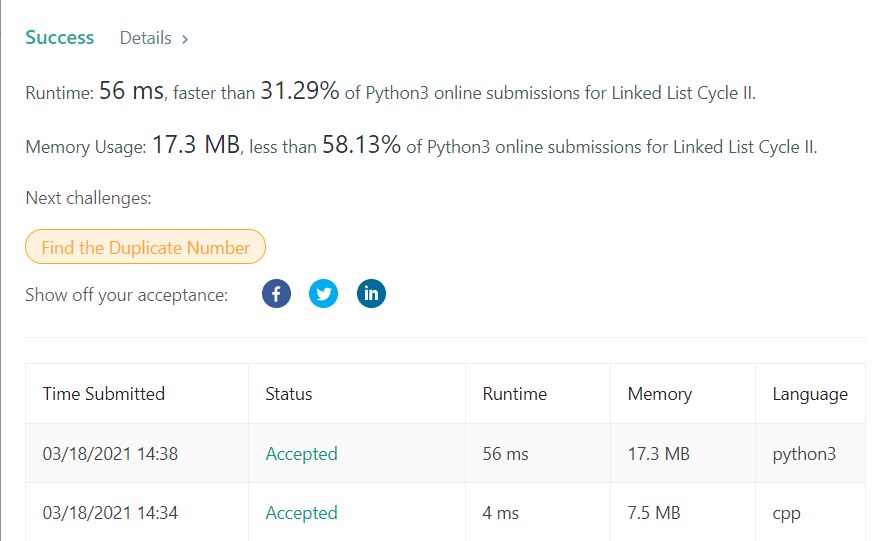 Success Details >
Runtime: 56 ms, faster than 31.29% of Python3 online submissions for Linked List Cycle II.
Memory Usage: 17.3 MB, less than 58.13% of Python3 online submissions for Linked List Cycle II.
Next challenges:
Find the Duplicate Number
Show off your acceptance: f in
Time Submitted Status Runtime Memory Language
03/18/2021 14:38 Accepted 56 ms 17.3 MB python3
03/18/2021 14:34 Accepted 4 ms 7.5 MB cpp